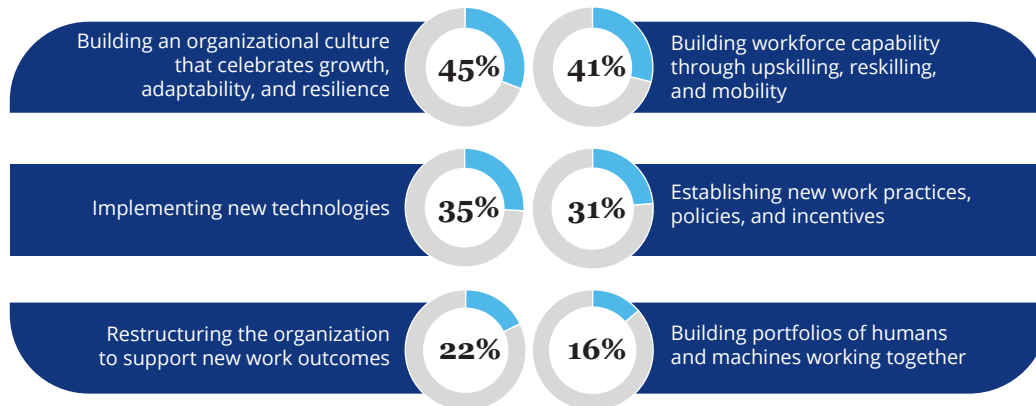 Building an organizational culture
that celebrates growth,
adaptability, and resilience
45%
41%
Building workforce capability
through upskilling, reskilling,
and mobility
Implementing new technologies
35%
31%
Establishing new work practices,
policies, and incentives
Restructuring the organization
to support new work outcomes
22%
16%
Building portfolios of humans
and machines working together